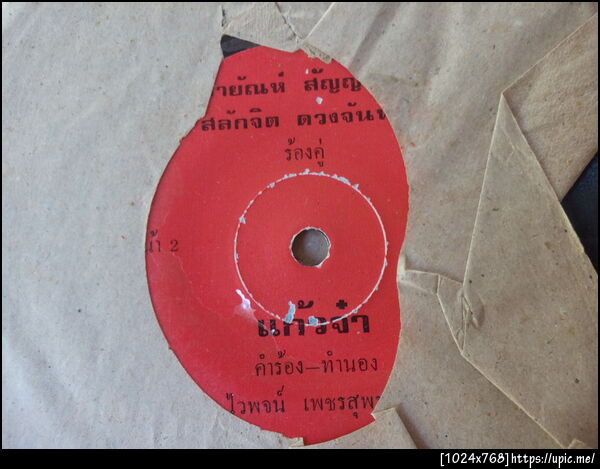 ายัณห์ สัญญ
สลักจิต ดวงจันท
ร้องคู่
น้า 2
แก้วจ๋า
คำร้อง—ทำนอง
ไวพจน์ เพชรสุพ
[1024x768]https://upic.me/